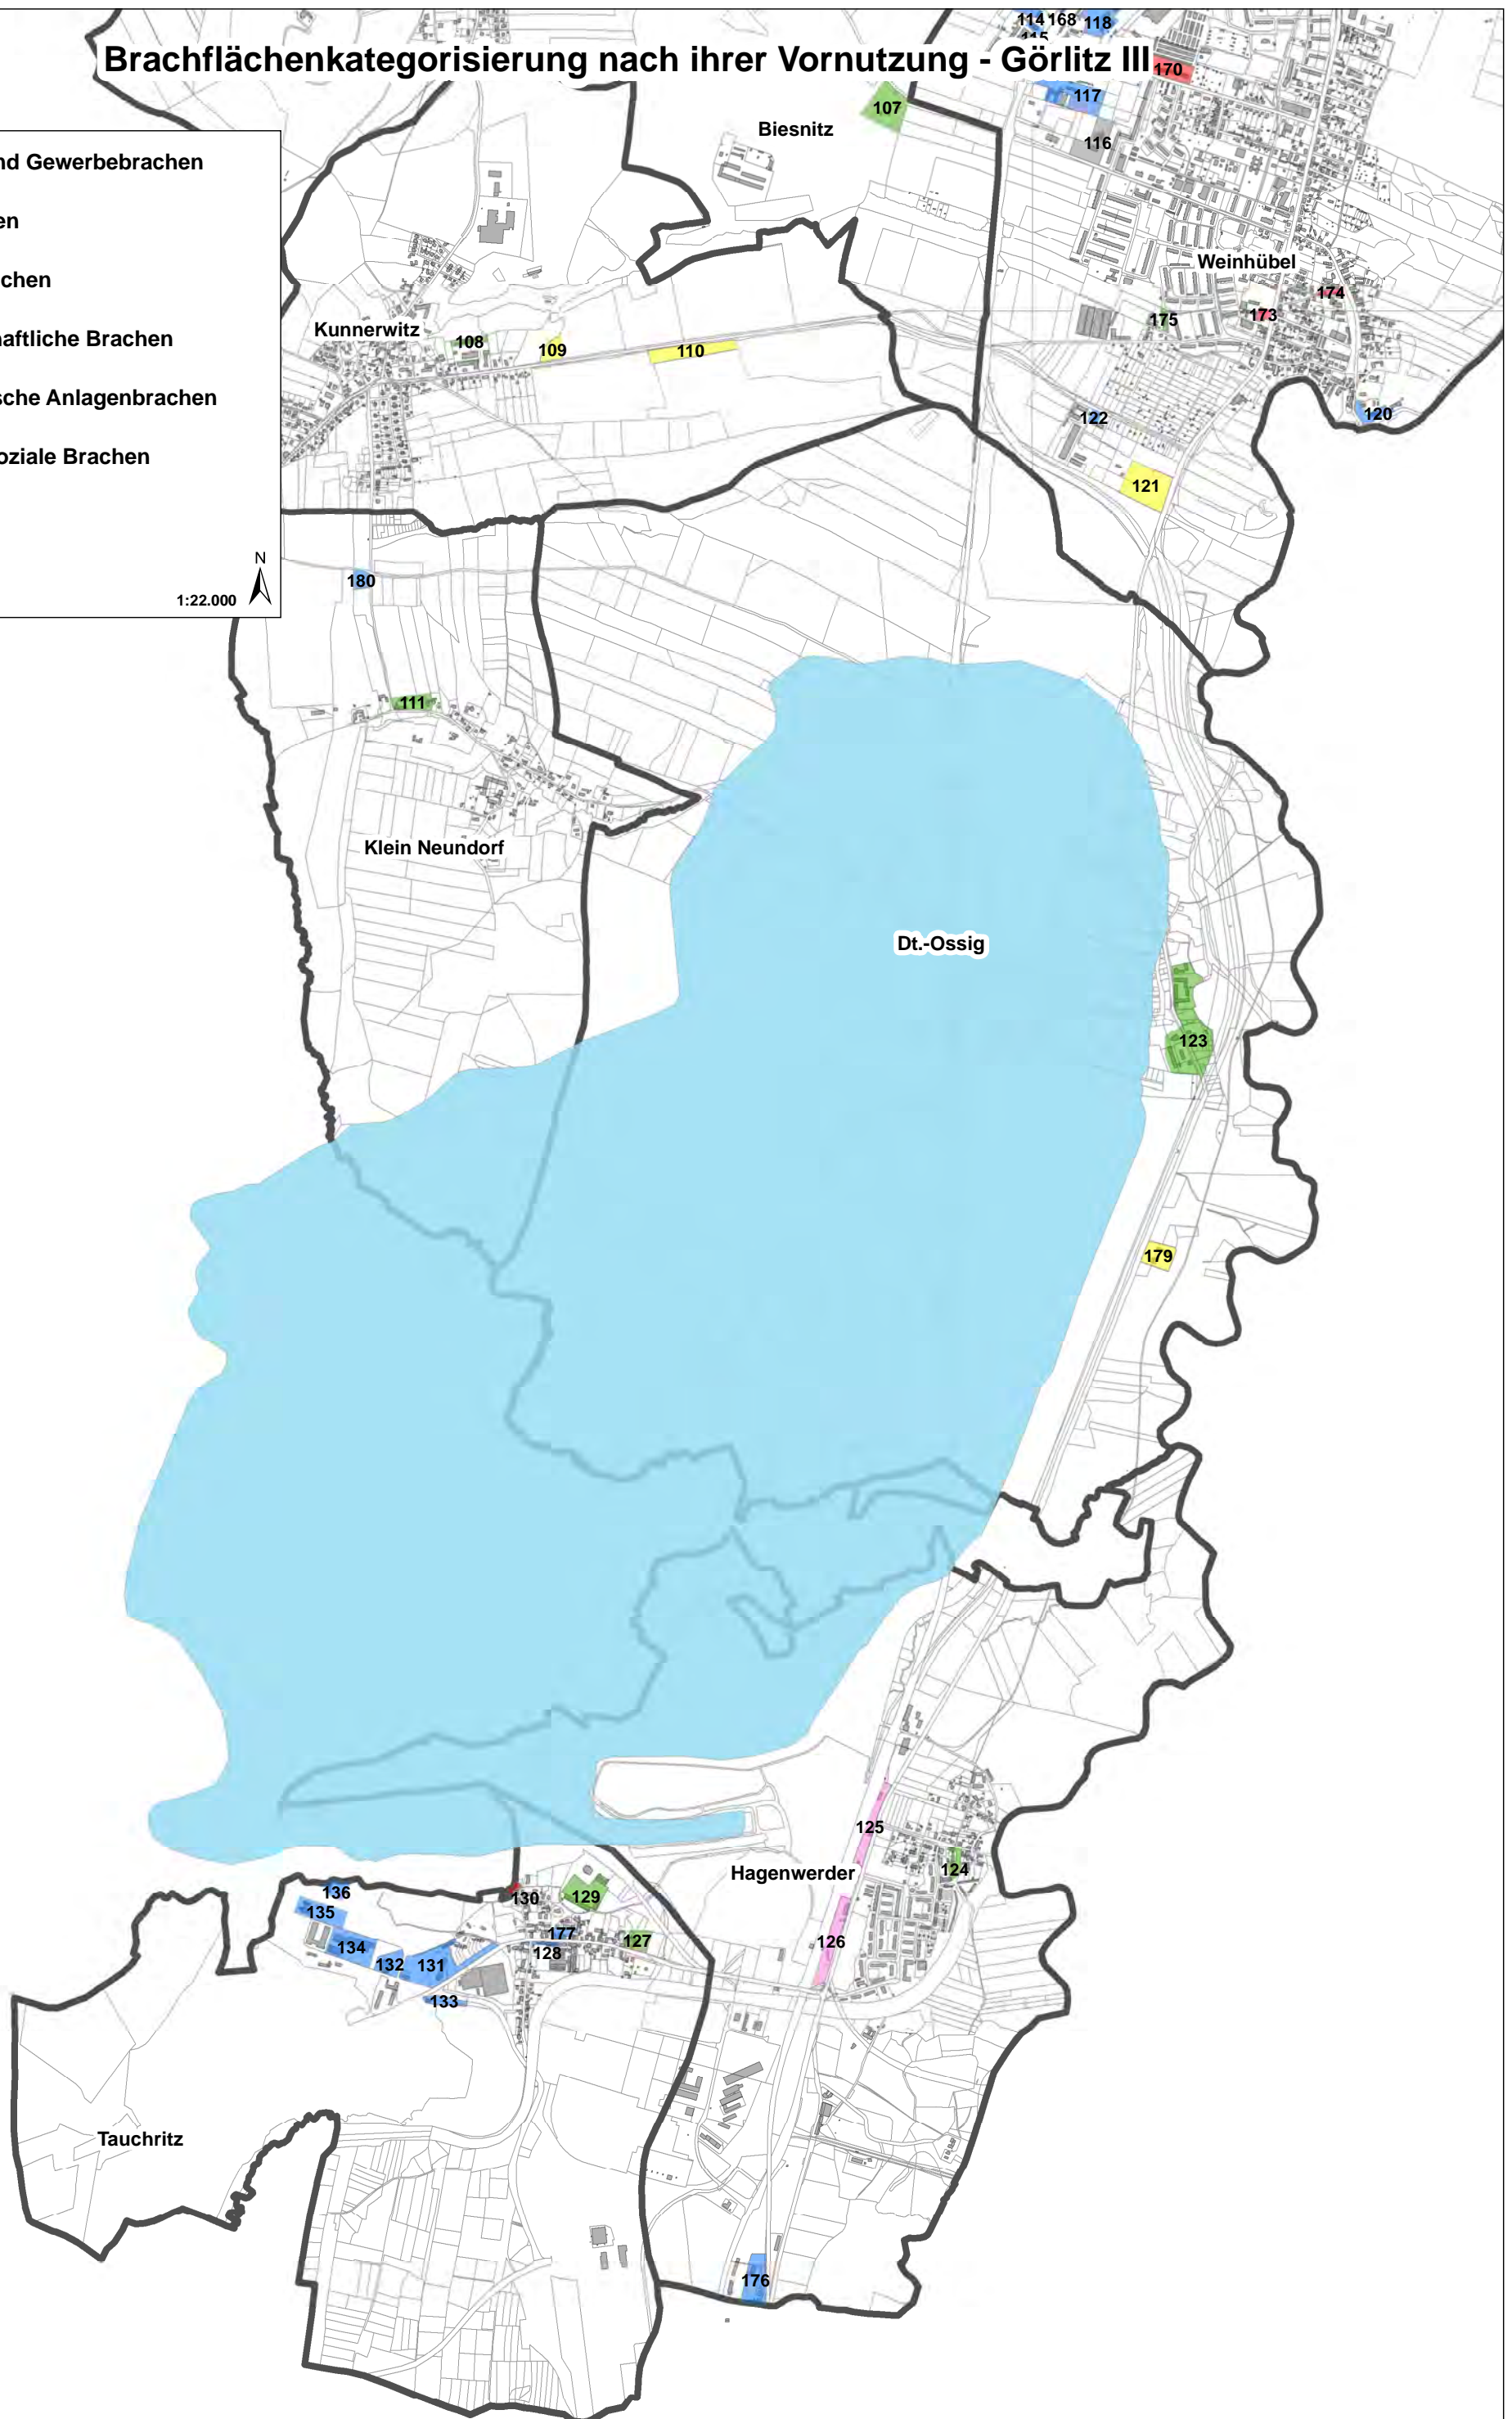 114 168 118
115
Brachflächenkategorisierung nach ihrer Vornutzung - Görlitz III
170
117
107
Biesnitz
116
nd Gewerbebrachen
en
chen
haftliche Brachen
sche Anlagenbrachen
oziale Brachen
N
1:22.000
Weinhübel
174
173
175
Kunnerwitz
108
109
110
120
122
121
180
111
Klein Neundorf
Dt.-Ossig
123
179
125
124
Hagenwerder
136
135
130
129
177
127
134
128
132
131
126
133
Tauchritz
176